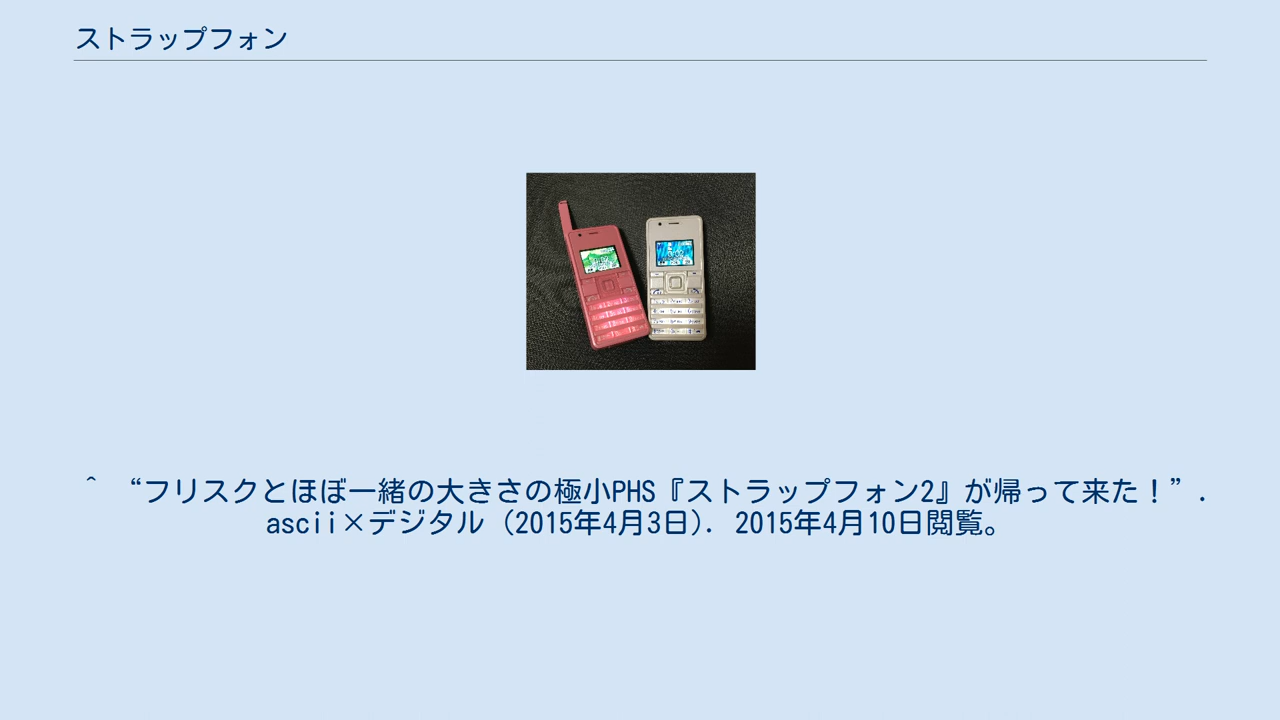 ストラップフォン
^ “フリスクとほぼ一緒の大きさの極小PHS『ストラップフォン2』が帰って来た！”.
ascii×デジタル (2015年4月3日). 2015年4月10日閲覧。